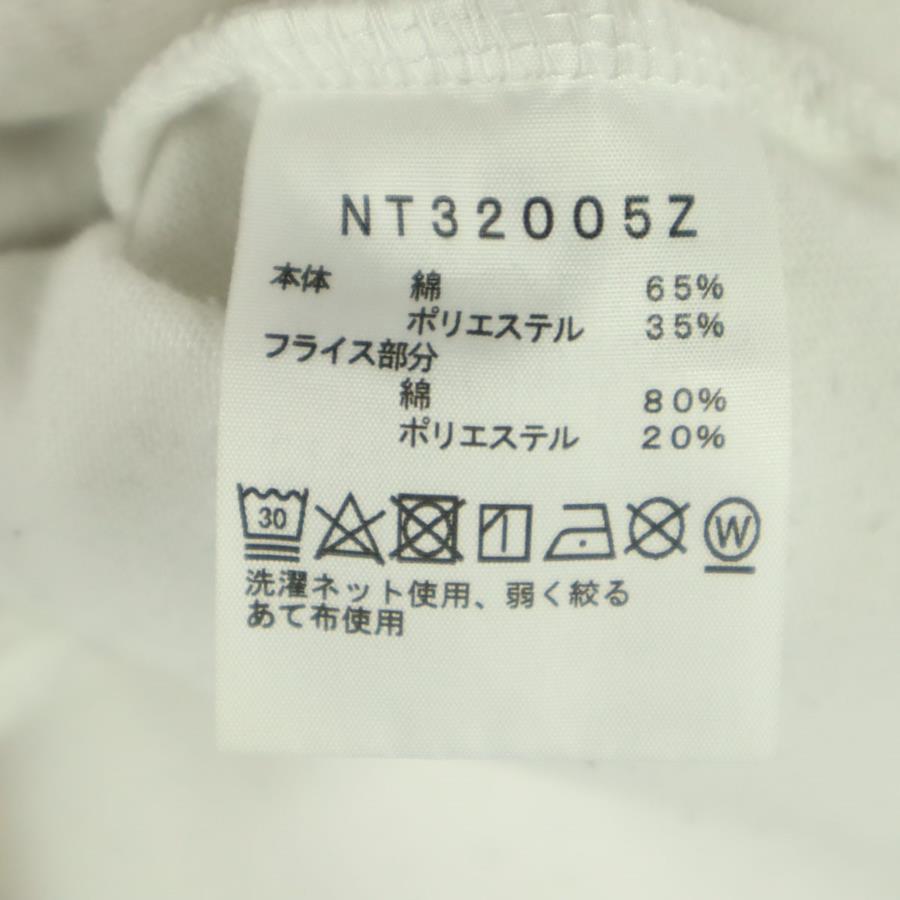 NT32005Z
本体 綿 65%
ポリエステル 35%
フライス部分
綿 80%
ポリエステル 20%
30 W
洗濯ネット使用、弱く絞る
あて布使用